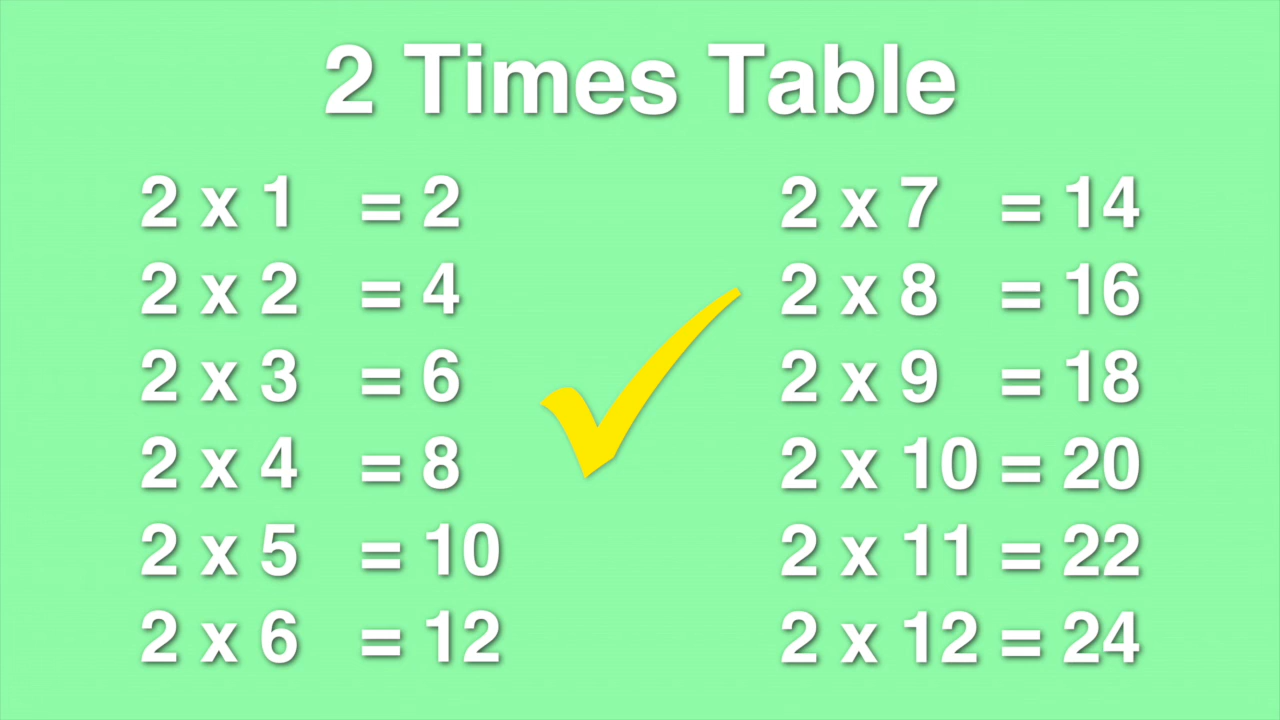 2 Times Table
2 x 1 = 2
2 x 2 = 4
2 x 3 = 6
2 x 4 = 8
2 x 5 = 10
2 x 6 = 12
2 x 7 = 14
2 x 8 = 16
2 x 9 = 18
2 x 10 = 20
2 x 11 = 22
2 x 12 = 24